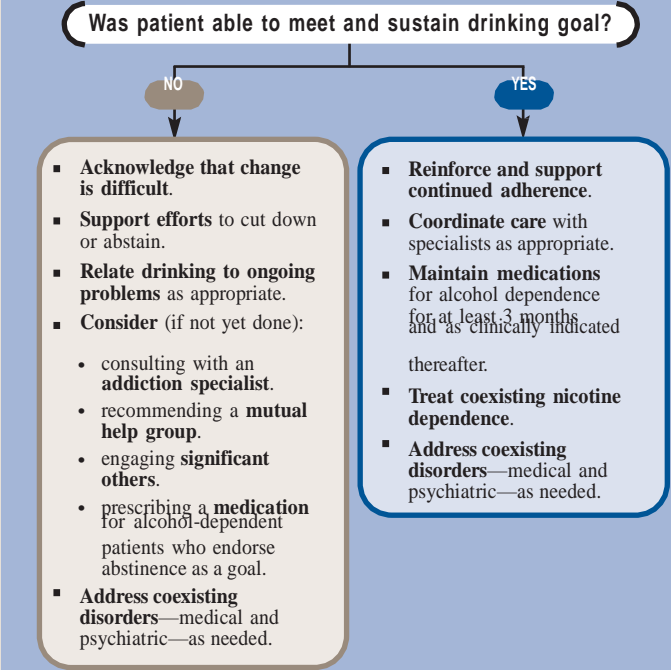 Was patient able to meet and sustain drinking goal?
NO
YES
▪ Acknowledge that change
is difficult.
▪ Support efforts to cut down
or abstain.
▪ Relate drinking to ongoing
problems as appropriate.
▪ Consider (if not yet done):
• consulting with an
addiction specialist.
• recommending a mutual
help group.
• engaging significant
others.
• prescribing a medication
for alcohol-dependent
patients who endorse
abstinence as a goal.
▪ Address coexisting
disorders—medical and
psychiatric—as needed.
▪ Reinforce and support
continued adherence.
▪ Coordinate care with
specialists as appropriate.
▪ Maintain medications
for alcohol dependence
for at least 3 months
and as clinically indicated
thereafter.
▪ Treat coexisting nicotine
dependence.
▪ Address coexisting
disorders—medical and
psychiatric—as needed.